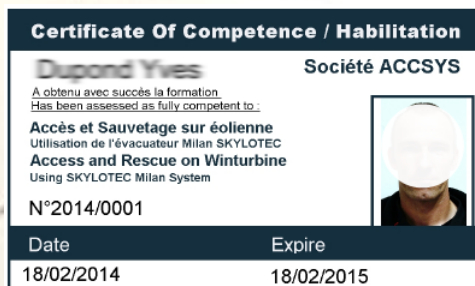 Certificate Of Competence / Habilitation
Dupond Yves
Société ACCSYS
A obtenu avec succès la formation
Has been assessed as fully competent to :
Accès et Sauvetage sur éolienne
Utilisation de l'évacuateur Milan SKYLOTEC
Access and Rescue on Winturbine
Using SKYLOTEC Milan System
N°2014/0001
Date Expire
18/02/2014 18/02/2015